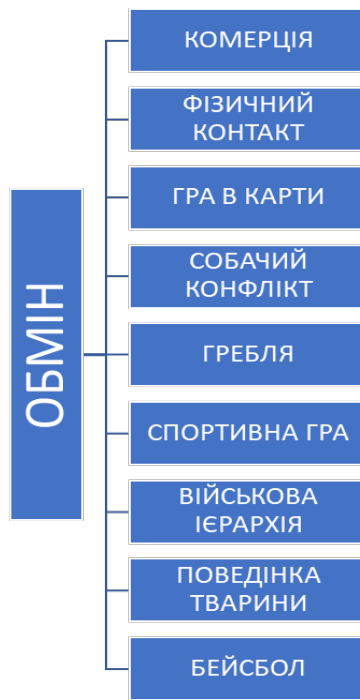 ОБМІН
КОМЕРЦІЯ
ФІЗИЧНИЙ
КОНТАКТ
ГРА В КАРТИ
СОБАЧИЙ
КОНФЛІКТ
ГРЕБЛЯ
СПОРТИВНА ГРА
ВІЙСЬКОВА
ІЄРАРХІЯ
ПОВЕДІНКА
ТВАРИНИ
БЕЙСБОЛ